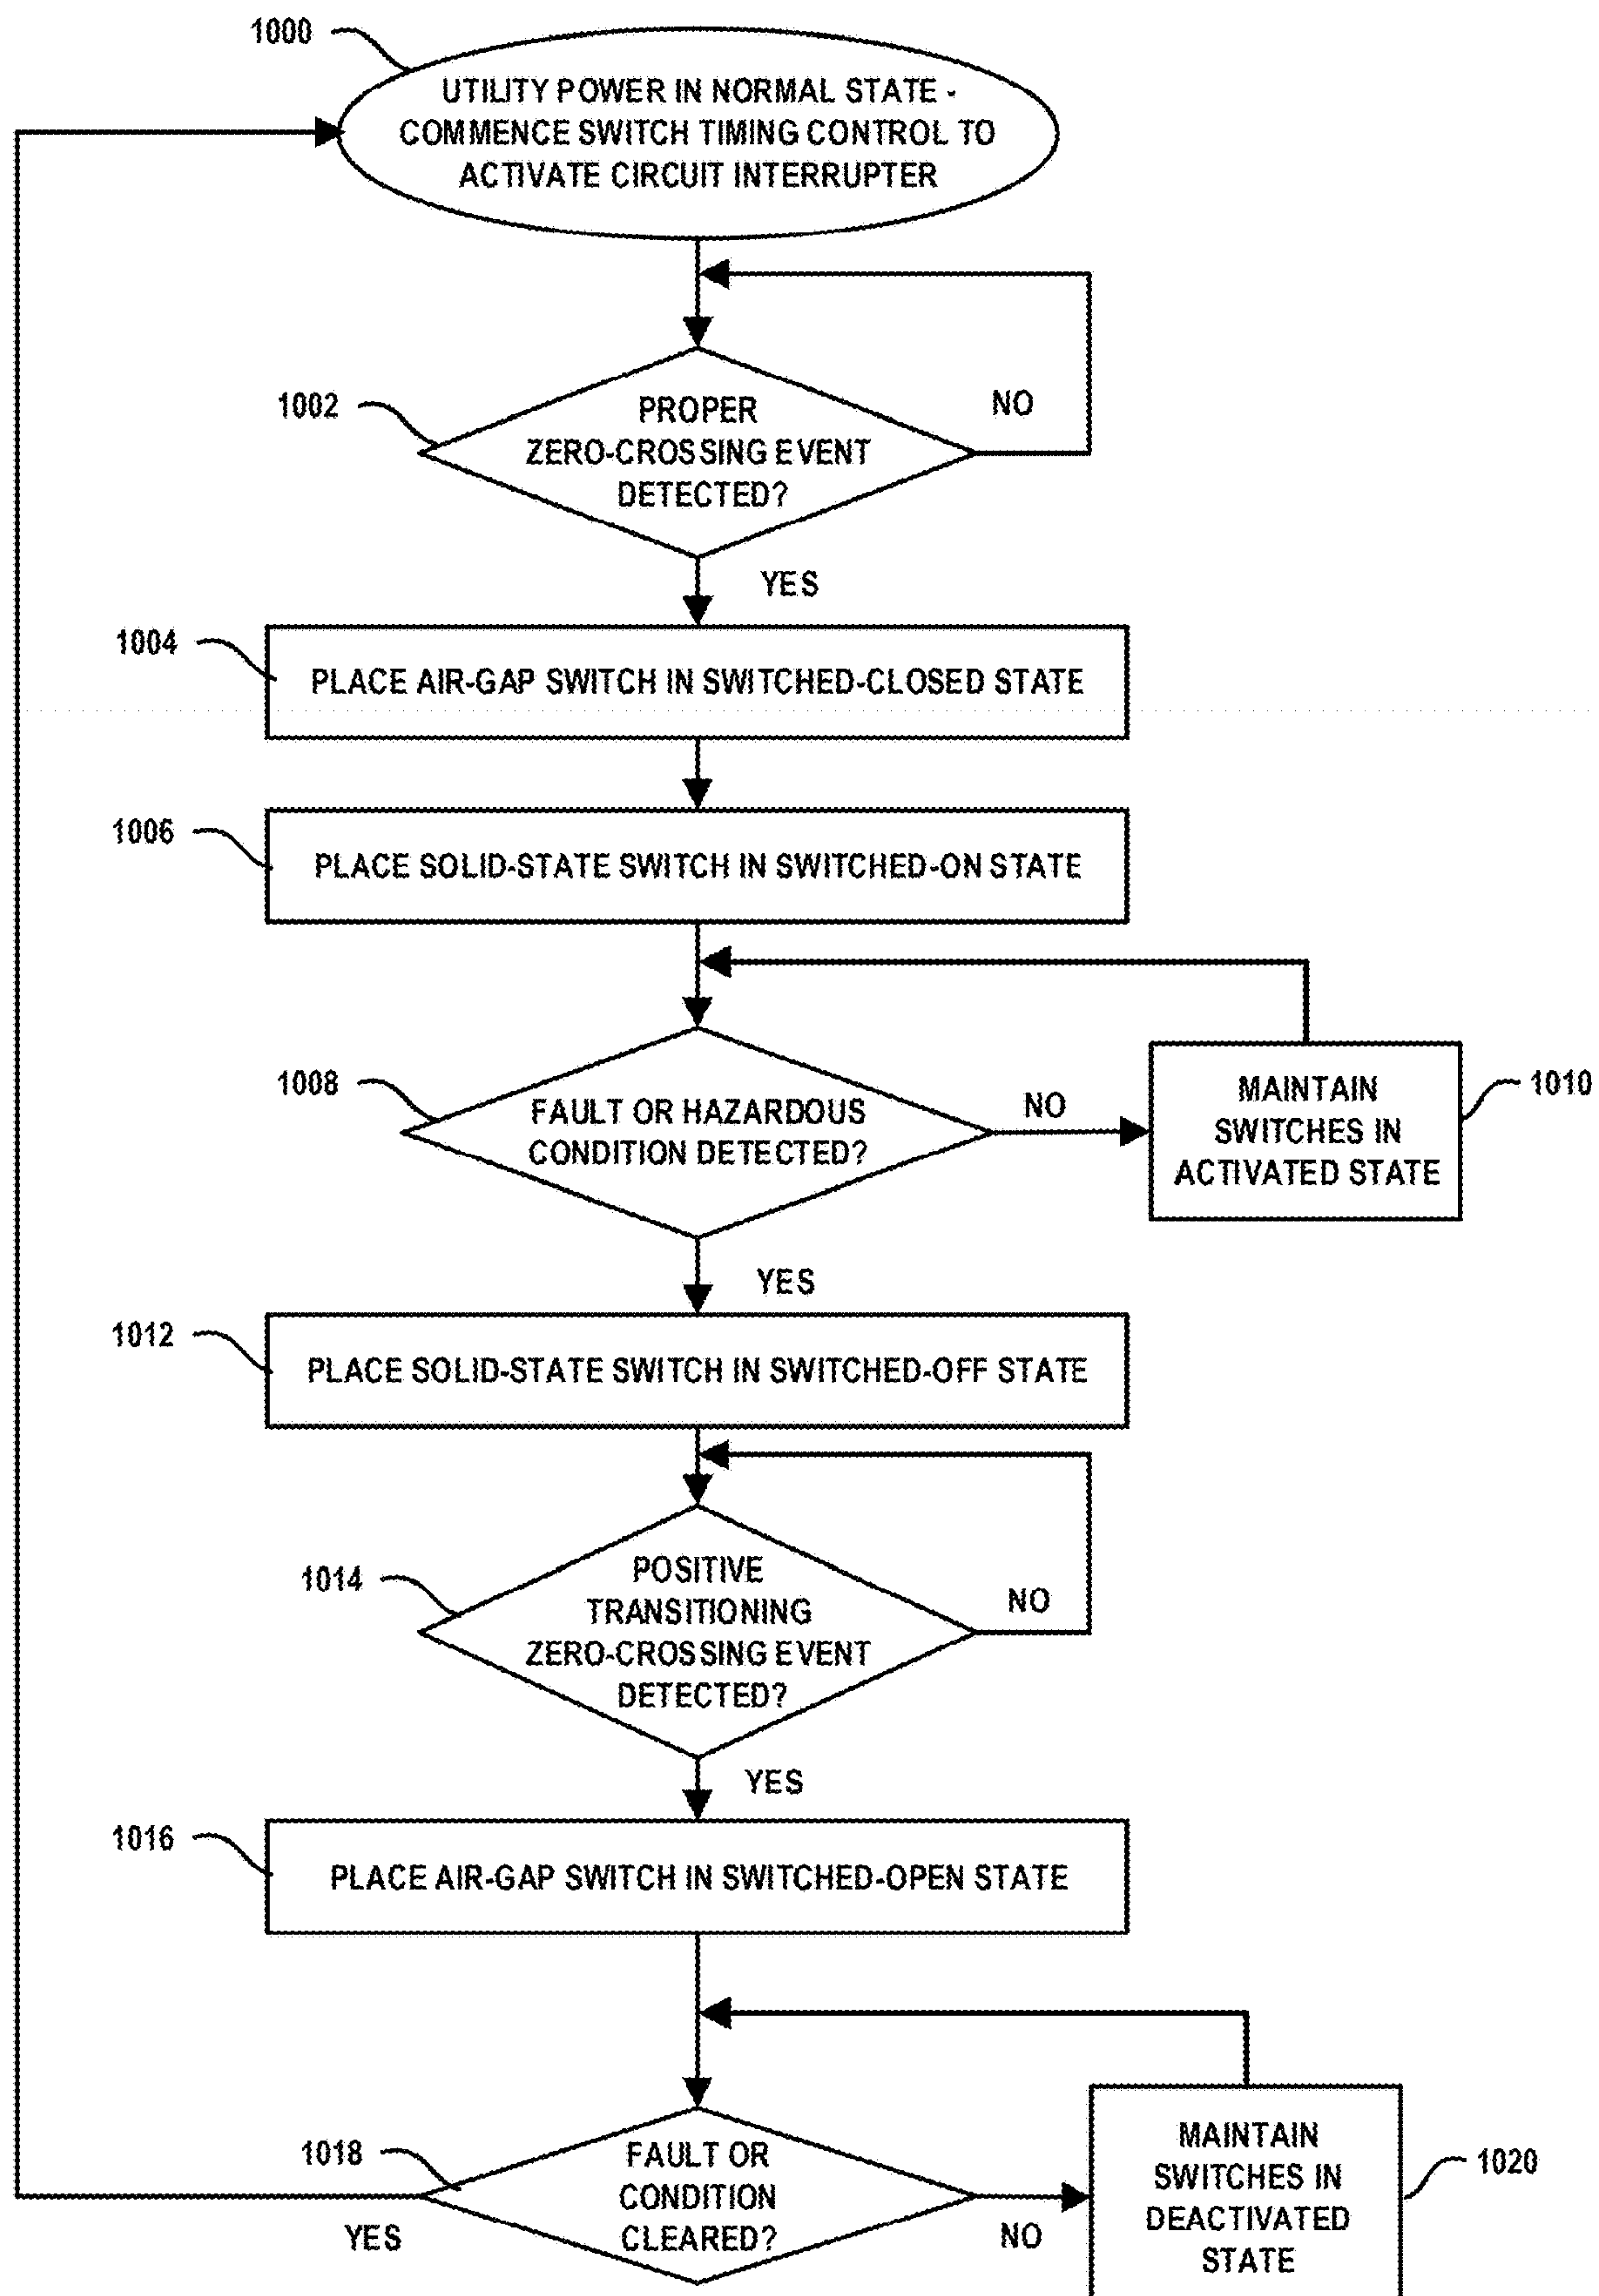 1000
UTILITY POWER IN NORMAL STATE -
COMMENCE SWITCH TIMING CONTROL TO
ACTIVATE CIRCUIT INTERRUPTER
1002
PROPER
ZERO-CROSSING EVENT
DETECTED?
NO
YES
1004
PLACE AIR-GAP SWITCH IN SWITCHED-CLOSED STATE
1006
PLACE SOLID-STATE SWITCH IN SWITCHED-ON STATE
1008
FAULT OR HAZARDOUS
CONDITION DETECTED?
NO
MAINTAIN
SWITCHES IN
ACTIVATED STATE
1010
YES
1012
PLACE SOLID-STATE SWITCH IN SWITCHED-OFF STATE
1014
POSITIVE
TRANSITIONING
ZERO-CROSSING EVENT
DETECTED?
NO
YES
1016
PLACE AIR-GAP SWITCH IN SWITCHED-OPEN STATE
1018
FAULT OR
CONDITION
CLEARED?
YES
NO
MAINTAIN
SWITCHES IN
DEACTIVATED
STATE
1020